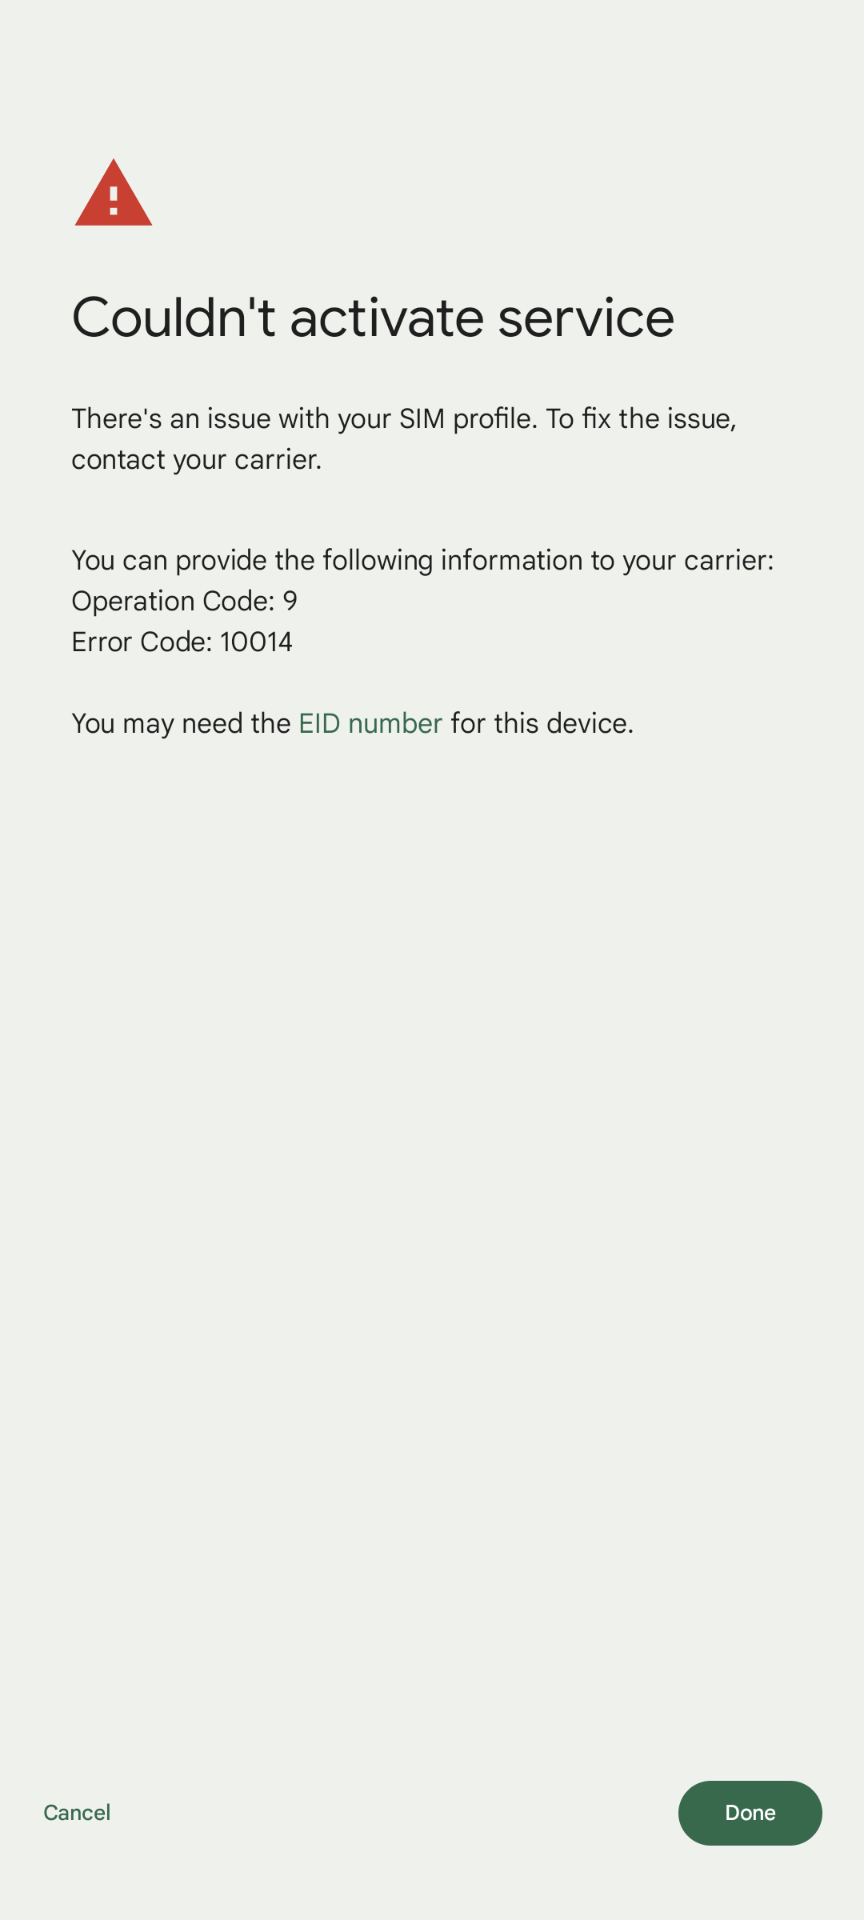 Couldn't activate service
There's an issue with your SIM profile. To fix the issue,
contact your carrier.
You can provide the following information to your carrier:
Operation Code: 9
Error Code: 10014
You may need the EID number for this device.
Cancel
Done